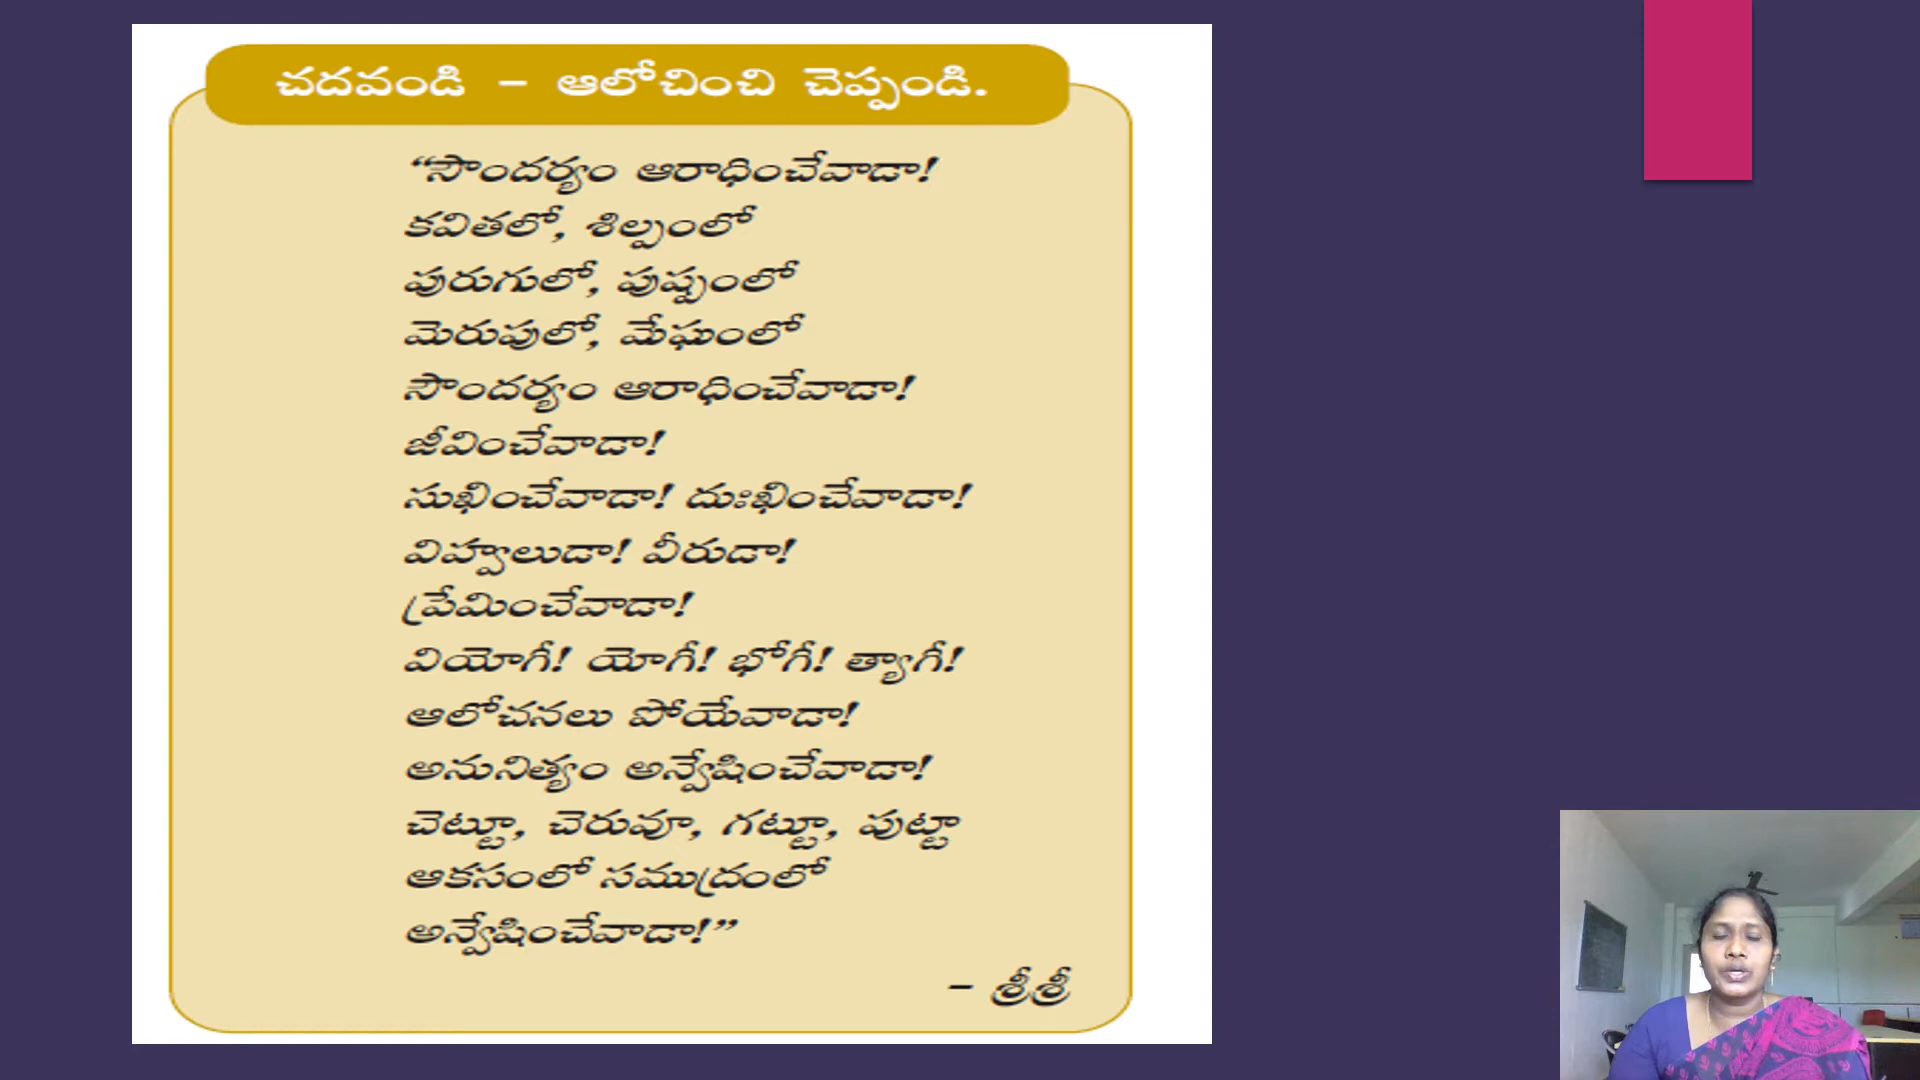 చదవండి – ఆలోచించి చెప్పండి.
“సౌందర్యం ఆరాధించేవాడా!
కవితలో, శిల్పంలో
పురుగులో, పుష్పంలో
మెరుపులో, మేఘంలో
సౌందర్యం ఆరాధించేవాడా!
జీవించేవాడా!
సుఖించేవాడా! దుఃఖించేవాడా!
విహ్వలుడా! వీరుడా!
ప్రేమించేవాడా!
వియోగీ! యోగీ! భోగీ! త్యాగీ!
ఆలోచనలు పోయేవాడా!
అనునిత్యం అన్వేషించేవాడా!
చెట్టూ, చెరువూ, గట్టూ, పుట్టా
ఆకసంలో సముద్రంలో
అన్వేషించేవాడా!”
– శ్రీశ్రీ